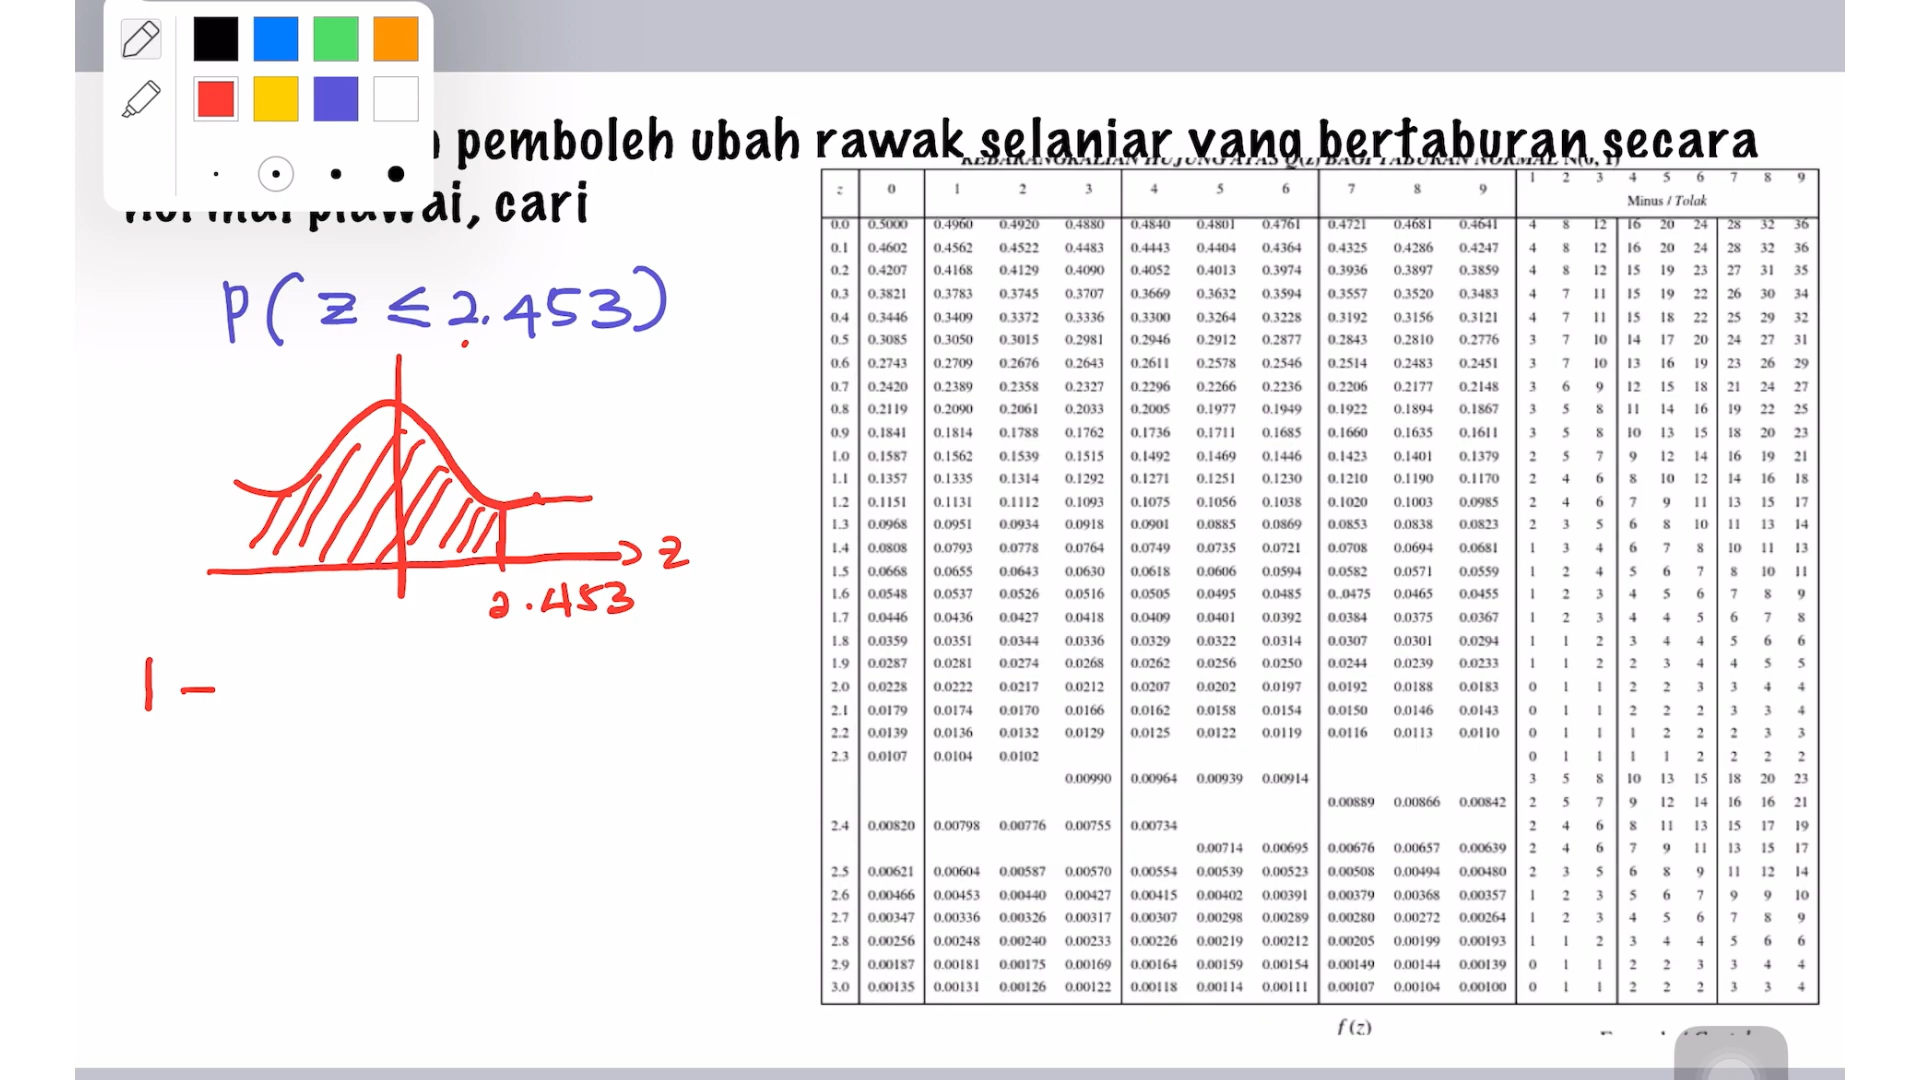 pemboleh ubah rawak selanjar yang bertaburan secara
normal piawai, cari
P( z ≤ 2.453)
z
2.453
1 -
KEBARANGKALIAN HUJUNG ATAS Q(z) BAGI TABURAN NORMAL N(0, 1)
z 0 1 2 3 4 5 6 7 8 9 1 2 3 4 5 6 7 8 9
Minus / Tolak
0.0 0.5000 0.4960 0.4920 0.4880 0.4840 0.4801 0.4761 0.4721 0.4681 0.4641 4 8 12 16 20 24 28 32 36
0.1 0.4602 0.4562 0.4522 0.4483 0.4443 0.4404 0.4364 0.4325 0.4286 0.4247 4 8 12 16 20 24 28 32 36
0.2 0.4207 0.4168 0.4129 0.4090 0.4052 0.4013 0.3974 0.3936 0.3897 0.3859 4 8 12 15 19 23 27 31 35
0.3 0.3821 0.3783 0.3745 0.3707 0.3669 0.3632 0.3594 0.3557 0.3520 0.3483 4 7 11 15 19 22 26 30 34
0.4 0.3446 0.3409 0.3372 0.3336 0.3300 0.3264 0.3228 0.3192 0.3156 0.3121 4 7 11 15 18 22 25 29 32
0.5 0.3085 0.3050 0.3015 0.2981 0.2946 0.2912 0.2877 0.2843 0.2810 0.2776 3 7 10 14 17 20 24 27 31
0.6 0.2743 0.2709 0.2676 0.2643 0.2611 0.2578 0.2546 0.2514 0.2483 0.2451 3 7 10 13 16 19 23 26 29
0.7 0.2420 0.2389 0.2358 0.2327 0.2296 0.2266 0.2236 0.2206 0.2177 0.2148 3 6 9 12 15 18 21 24 27
0.8 0.2119 0.2090 0.2061 0.2033 0.2005 0.1977 0.1949 0.1922 0.1894 0.1867 3 5 8 11 14 16 19 22 25
0.9 0.1841 0.1814 0.1788 0.1762 0.1736 0.1711 0.1685 0.1660 0.1635 0.1611 3 5 8 10 13 15 18 20 23
1.0 0.1587 0.1562 0.1539 0.1515 0.1492 0.1469 0.1446 0.1423 0.1401 0.1379 2 5 7 9 12 14 16 19 21
1.1 0.1357 0.1335 0.1314 0.1292 0.1271 0.1251 0.1230 0.1210 0.1190 0.1170 2 4 6 8 10 12 14 16 18
1.2 0.1151 0.1131 0.1112 0.1093 0.1075 0.1056 0.1038 0.1020 0.1003 0.0985 2 4 6 7 9 11 13 15 17
1.3 0.0968 0.0951 0.0934 0.0918 0.0901 0.0885 0.0869 0.0853 0.0838 0.0823 2 3 5 6 8 10 11 13 14
1.4 0.0808 0.0793 0.0778 0.0764 0.0749 0.0735 0.0721 0.0708 0.0694 0.0681 1 3 4 6 7 8 10 11 13
1.5 0.0668 0.0655 0.0643 0.0630 0.0618 0.0606 0.0594 0.0582 0.0571 0.0559 1 2 4 5 6 7 8 10 11
1.6 0.0548 0.0537 0.0526 0.0516 0.0505 0.0495 0.0485 0..0475 0.0465 0.0455 1 2 3 4 5 6 7 8 9
1.7 0.0446 0.0436 0.0427 0.0418 0.0409 0.0401 0.0392 0.0384 0.0375 0.0367 1 2 3 4 4 5 6 7 8
1.8 0.0359 0.0351 0.0344 0.0336 0.0329 0.0322 0.0314 0.0307 0.0301 0.0294 1 1 2 3 4 4 5 6 6
1.9 0.0287 0.0281 0.0274 0.0268 0.0262 0.0256 0.0250 0.0244 0.0239 0.0233 1 1 2 2 3 4 4 5 5
2.0 0.0228 0.0222 0.0217 0.0212 0.0207 0.0202 0.0197 0.0192 0.0188 0.0183 0 1 1 2 2 3 3 4 4
2.1 0.0179 0.0174 0.0170 0.0166 0.0162 0.0158 0.0154 0.0150 0.0146 0.0143 0 1 1 2 2 2 3 3 4
2.2 0.0139 0.0136 0.0132 0.0129 0.0125 0.0122 0.0119 0.0116 0.0113 0.0110 0 1 1 1 2 2 2 3 3
2.3 0.0107 0.0104 0.0102 0 1 1 1 1 2 2 2 2
0.00990 0.00964 0.00939 0.00914 3 5 8 10 13 15 18 20 23
0.00889 0.00866 0.00842 2 5 7 9 12 14 16 16 21
2.4 0.00820 0.00798 0.00776 0.00755 0.00734 2 4 6 8 11 13 15 17 19
0.00714 0.00695 0.00676 0.00657 0.00639 2 4 6 7 9 11 13 15 17
2.5 0.00621 0.00604 0.00587 0.00570 0.00554 0.00539 0.00523 0.00508 0.00494 0.00480 2 3 5 6 8 9 11 12 14
2.6 0.00466 0.00453 0.00440 0.00427 0.00415 0.00402 0.00391 0.00379 0.00368 0.00357 1 2 3 5 6 7 9 9 10
2.7 0.00347 0.00336 0.00326 0.00317 0.00307 0.00298 0.00289 0.00280 0.00272 0.00264 1 2 3 4 5 6 7 8 9
2.8 0.00256 0.00248 0.00240 0.00233 0.00226 0.00219 0.00212 0.00205 0.00199 0.00193 1 1 2 3 4 4 5 6 6
2.9 0.00187 0.00181 0.00175 0.00169 0.00164 0.00159 0.00154 0.00149 0.00144 0.00139 0 1 1 2 2 3 3 4 4
3.0 0.00135 0.00131 0.00126 0.00122 0.00118 0.00114 0.00111 0.00107 0.00104 0.00100 0 1 1 2 2 2 3 3 4
f (z)